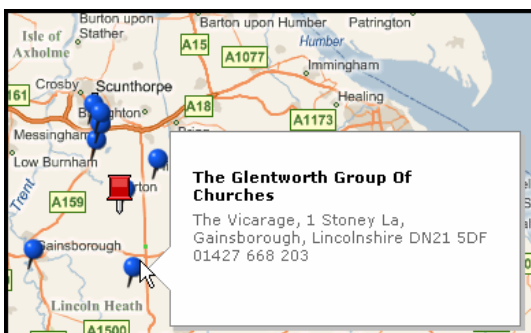 Burton upon
Stather
Barton upon Humber
Patrington
Isle of
Axholme
A15
Humber
A1077
Immingham
Crosby
Scunthorpe
161
Healing
A18
A1173
Messingham
Low Burnham
Trent
A159
The Glentworth Group Of
Churches
The Vicarage, 1 Stoney La,
Gainsborough, Lincolnshire DN21 5DF
01427 668 203
Gainsborough
Lincoln Heath
A1500